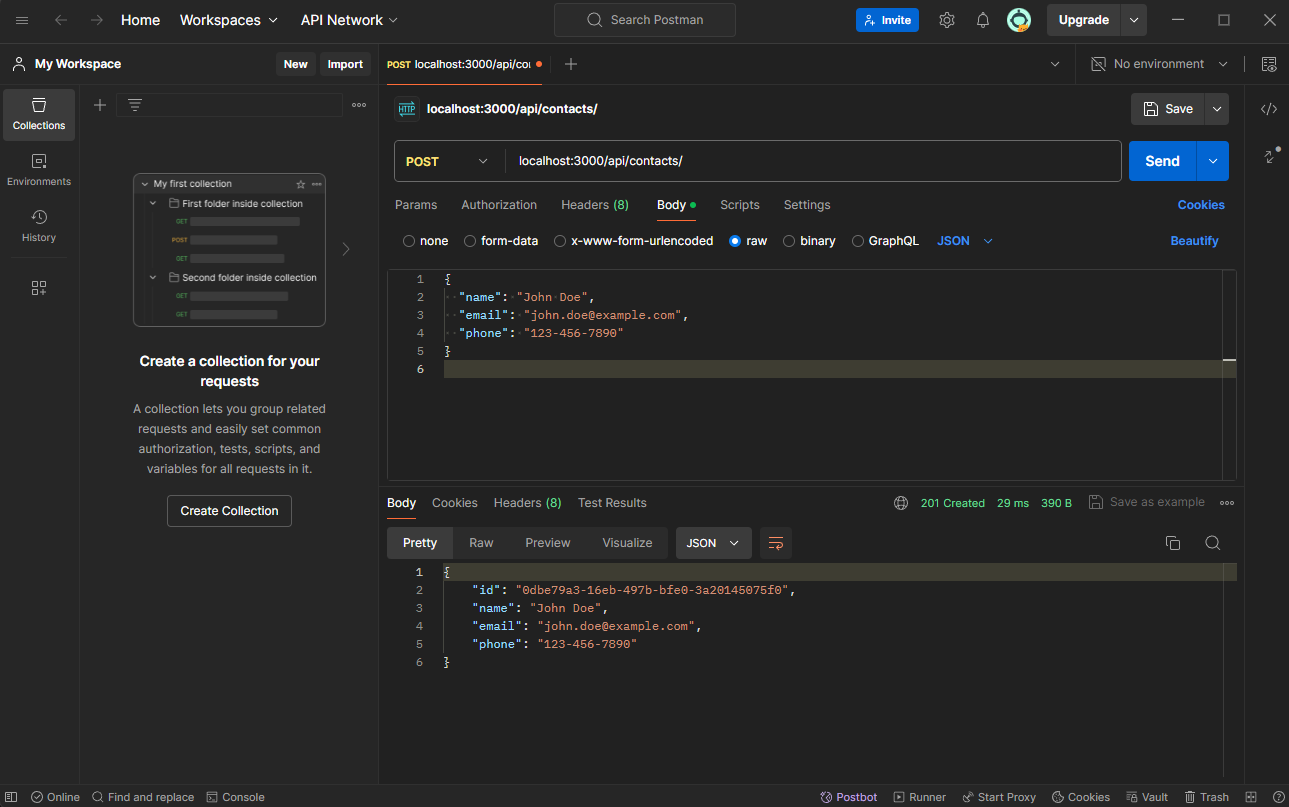 Home Workspaces API Network Search Postman Invite Upgrade
My Workspace New Import POST localhost:3000/api/con No environment
Collections
Environments
History
My first collection
First folder inside collection
GET
POST
GET
Second folder inside collection
GET
GET
Create a collection for your
requests
A collection lets you group related
requests and easily set common
authorization, tests, scripts, and
variables for all requests in it.
Create Collection
HTTP localhost:3000/api/contacts/ Save
POST localhost:3000/api/contacts/ Send
Params Authorization Headers (8) Body Scripts Settings Cookies
none form-data x-www-form-urlencoded raw binary GraphQL JSON Beautify
1 {
2 "name": "John Doe",
3 "email": "john.doe@example.com",
4 "phone": "123-456-7890"
5 }
6
Body Cookies Headers (8) Test Results 201 Created 29 ms 390 B Save as example
Pretty Raw Preview Visualize JSON
1 {
2 "id": "0dbe79a3-16eb-497b-bfe0-3a20145075f0",
3 "name": "John Doe",
4 "email": "john.doe@example.com",
5 "phone": "123-456-7890"
6 }
Online Find and replace Console Postbot Runner Start Proxy Cookies Vault Trash